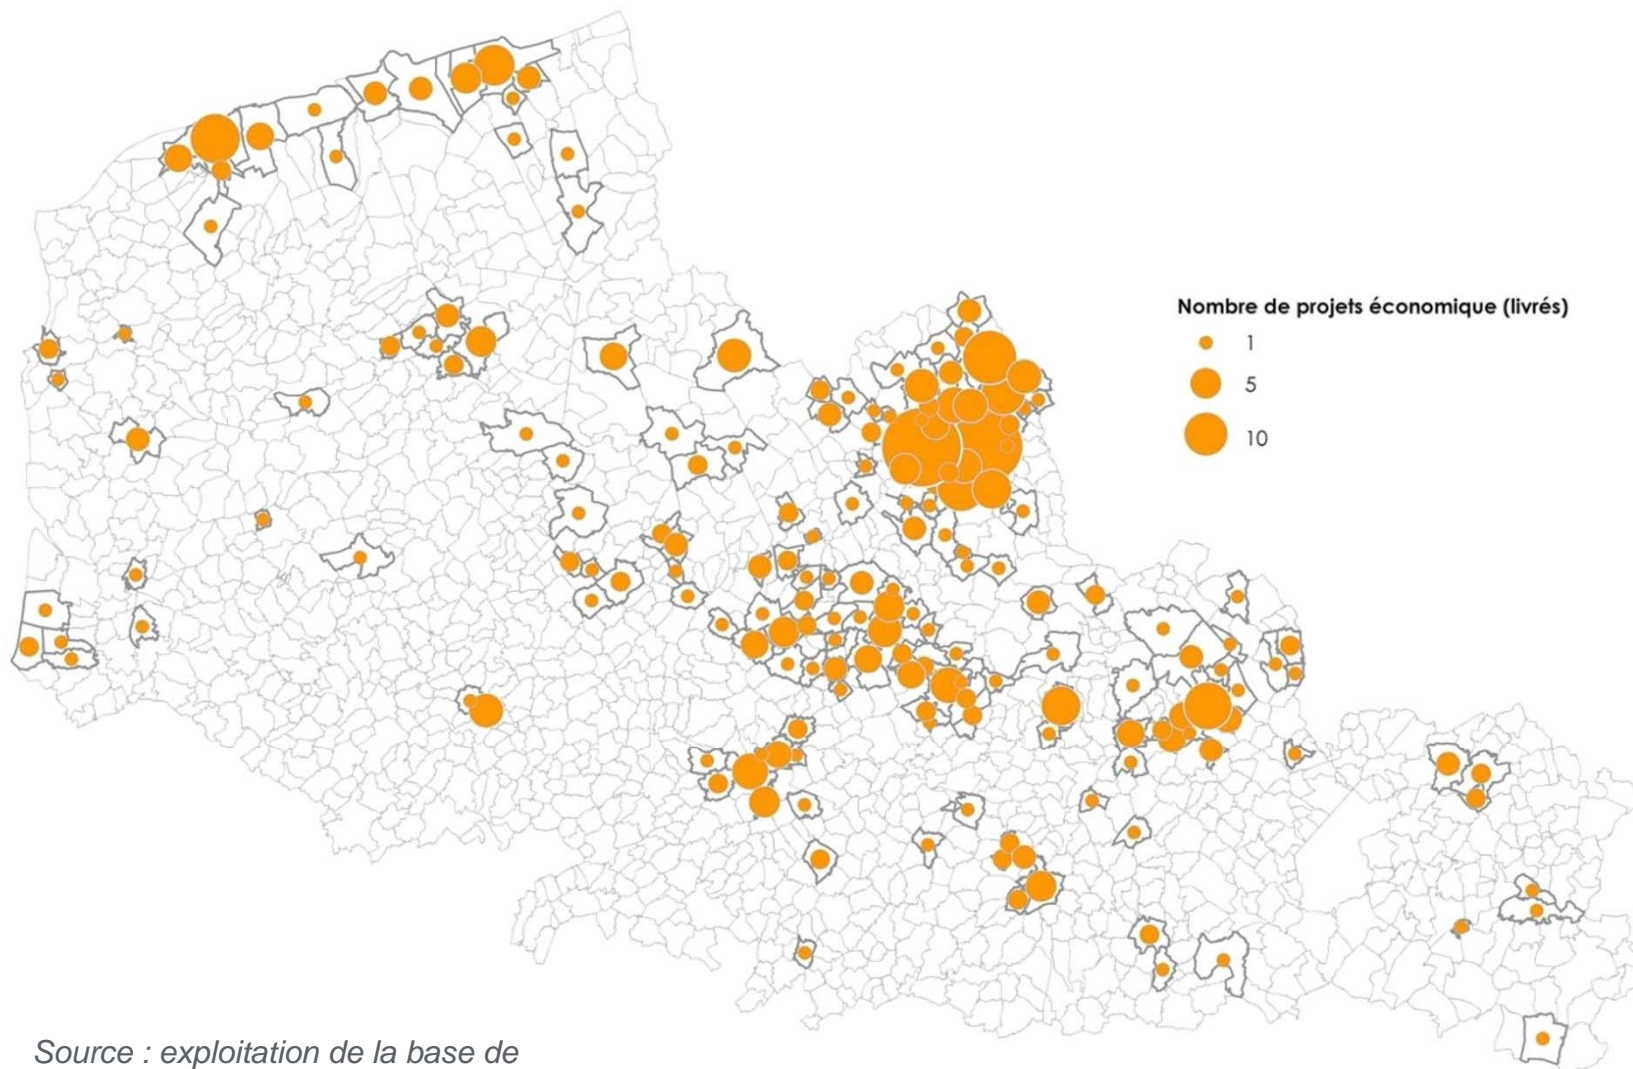 Nombre de projets économique (livrés)
1
5
10
Source : exploitation de la base de